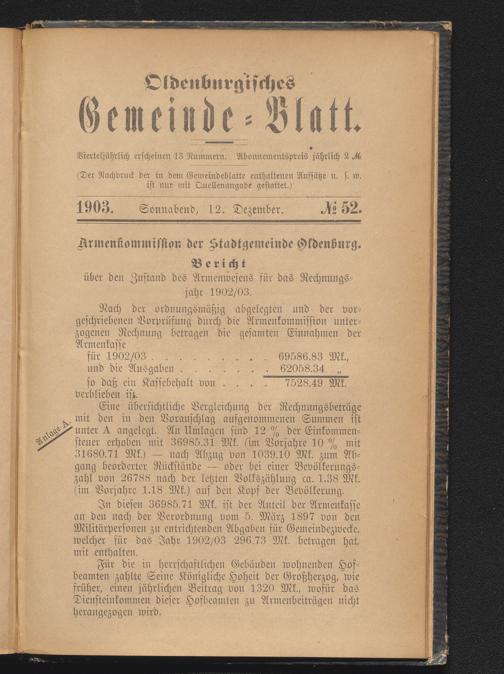 Oldenburgisches
Gemeinde-Blatt.
Vierteljährlich erscheinen 13 Nummern. Abonnementspreis jährlich 2 ℳ
(Der Nachdruck der in dem Gemeindeblatte enthaltenen Aufsätze u. s. w.
ist nur mit Quellenangabe gestattet.)
1903. Sonnabend, 12. Dezember. № 52.
Armenkommission der Stadtgemeinde Oldenburg.
Bericht
über den Zustand des Armenwesens für das Rechnungs-
jahr 1902/03.
Nach der ordnungsmäßig abgelegten und der vor-
geschriebenen Vorprüfung durch die Armenkommission unter-
zogenen Rechnung betragen die gesamten Einnahmen der
Armenkasse
für 1902/03 . . . . . . . . . 69586.83 Mk.,
und die Ausgaben . . . . . . . 62058.34 „
so daß ein Kassebehalt von . . . . 7528.49 Mk.
verblieben ist.
Eine übersichtliche Vergleichung der Rechnungsbeträge
mit den in den Voranschlag aufgenommenen Summen ist
Anlage A.
unter A angelegt. An Umlagen sind 12 % der Einkommen-
steuer erhoben mit 36985.31 Mk. (im Vorjahre 10 % mit
31680.71 Mk.) — nach Abzug von 1039.10 Mk. zum Ab-
gang beorderter Rückstände — oder bei einer Bevölkerungs-
zahl von 26788 nach der letzten Volkszählung ca. 1.38 Mk.
(im Vorjahre 1.18 Mk.) auf den Kopf der Bevölkerung.
In diesen 36985.71 Mk. ist der Anteil der Armenkasse
an den nach der Verordnung vom 5. März 1897 von den
Militärpersonen zu entrichtenden Abgaben für Gemeindezwecke,
welcher für das Jahr 1902/03 296.73 Mk. betragen hat,
mit enthalten.
Für die in herrschaftlichen Gebäuden wohnenden Hof-
beamten zahlte Seine Königliche Hoheit der Großherzog, wie
früher, einen jährlichen Beitrag von 1320 Mk., wofür das
Diensteinkommen dieser Hofbeamten zu Armenbeiträgen nicht
herangezogen wird.